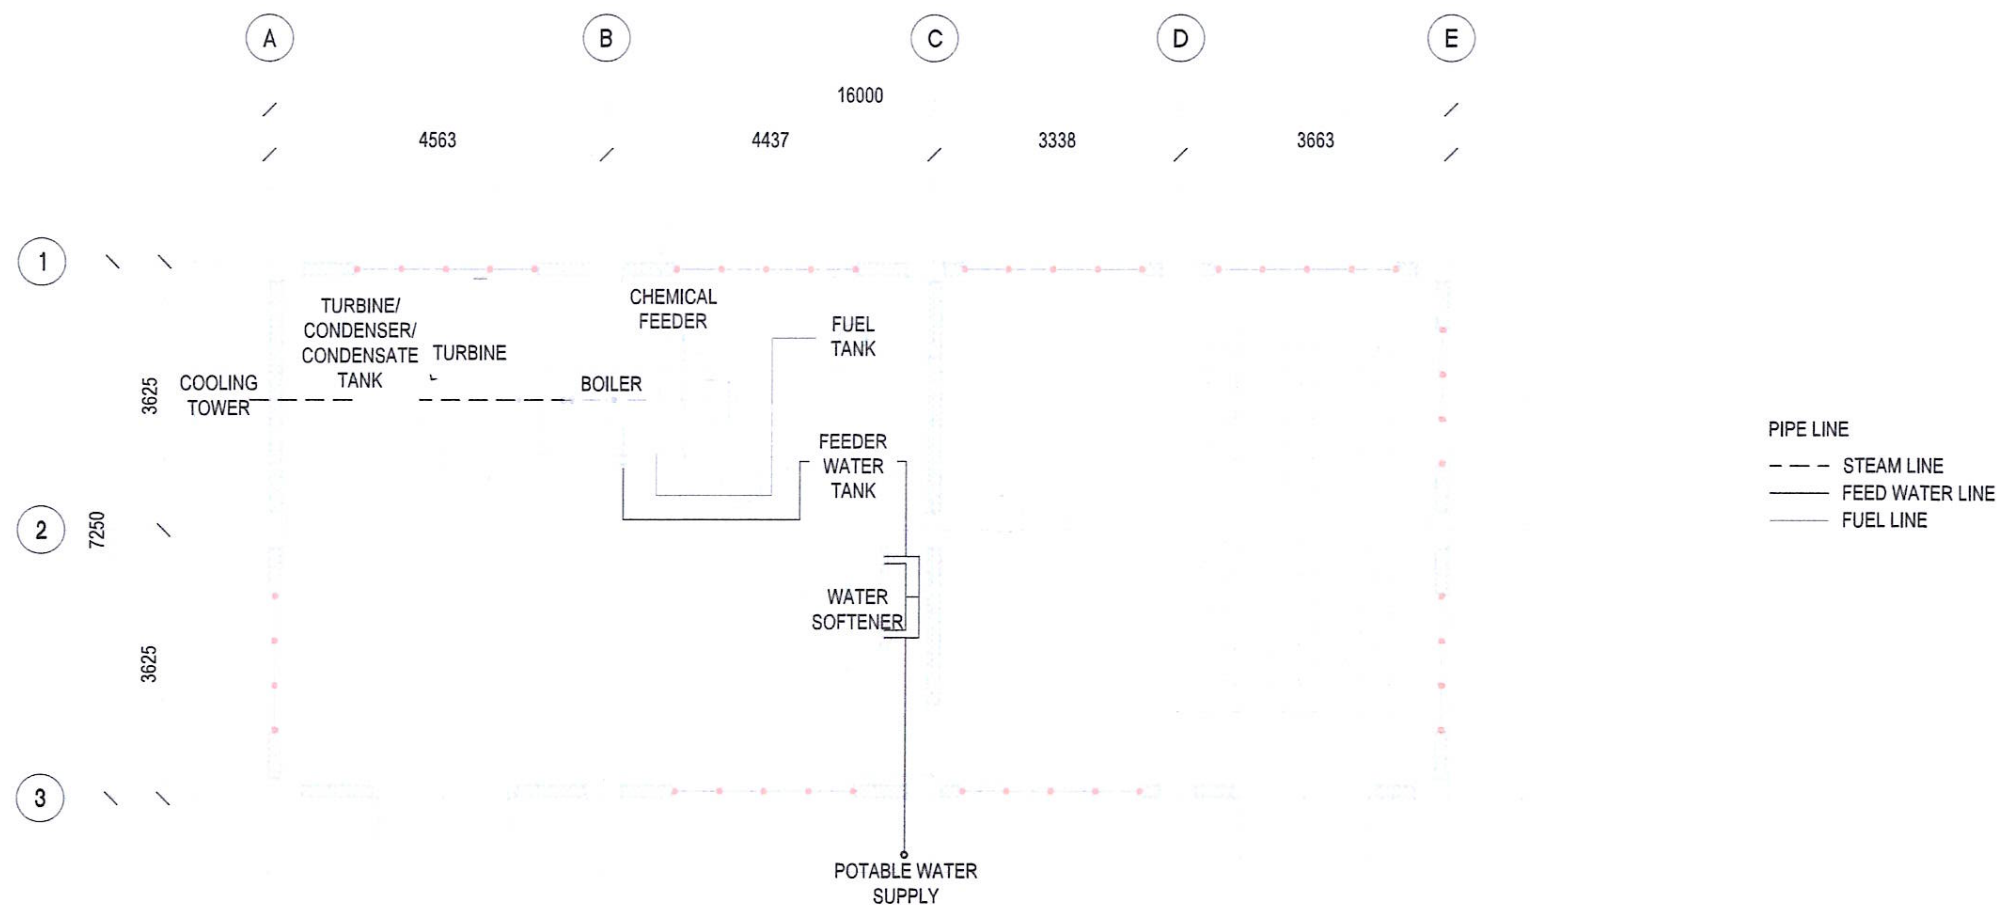 A
B
C
D
E
16000
4563
4437
3338
3663
1
TURBINE/
CONDENSER/
CONDENSATE
TANK
TURBINE
CHEMICAL
FEEDER
FUEL
TANK
COOLING
TOWER
BOILER
3625
FEEDER
WATER
TANK
PIPE LINE
STEAM LINE
FEED WATER LINE
FUEL LINE
2
7250
WATER
SOFTENER
3625
3
POTABLE WATER
SUPPLY